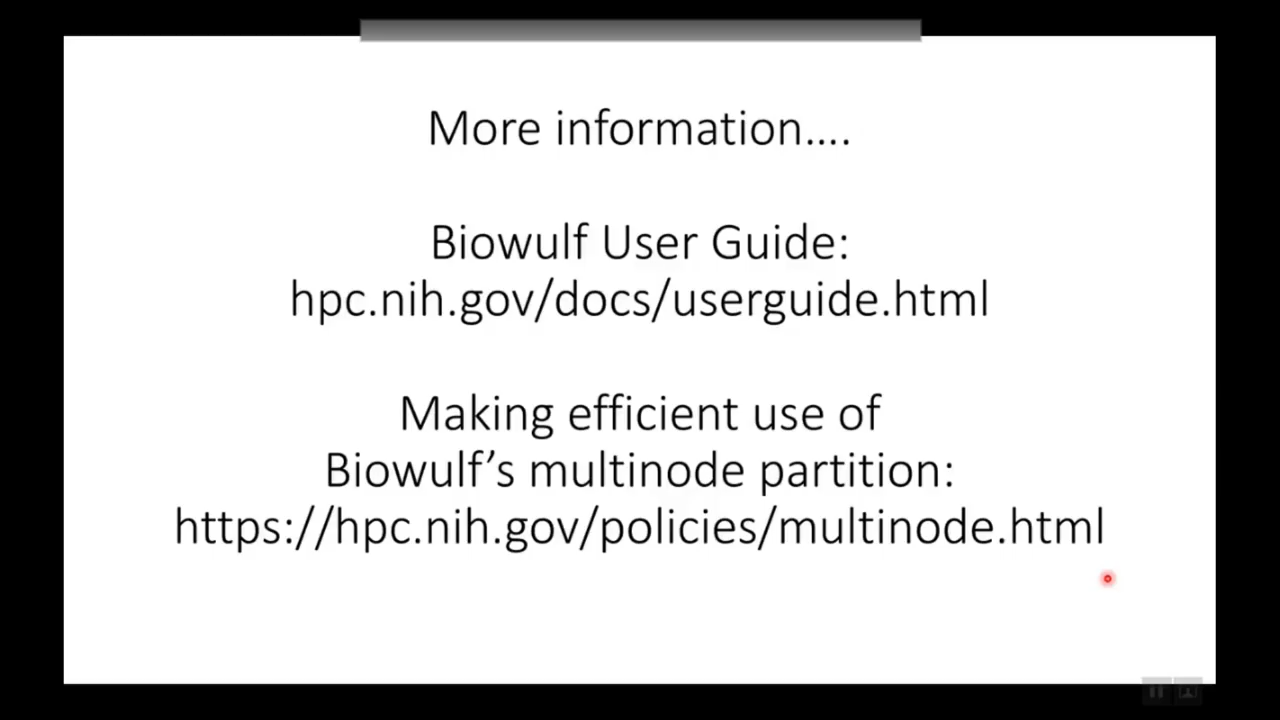 More information....
Biowulf User Guide:
hpc.nih.gov/docs/userguide.html
Making efficient use of
Biowulf’s multinode partition:
https://hpc.nih.gov/policies/multinode.html